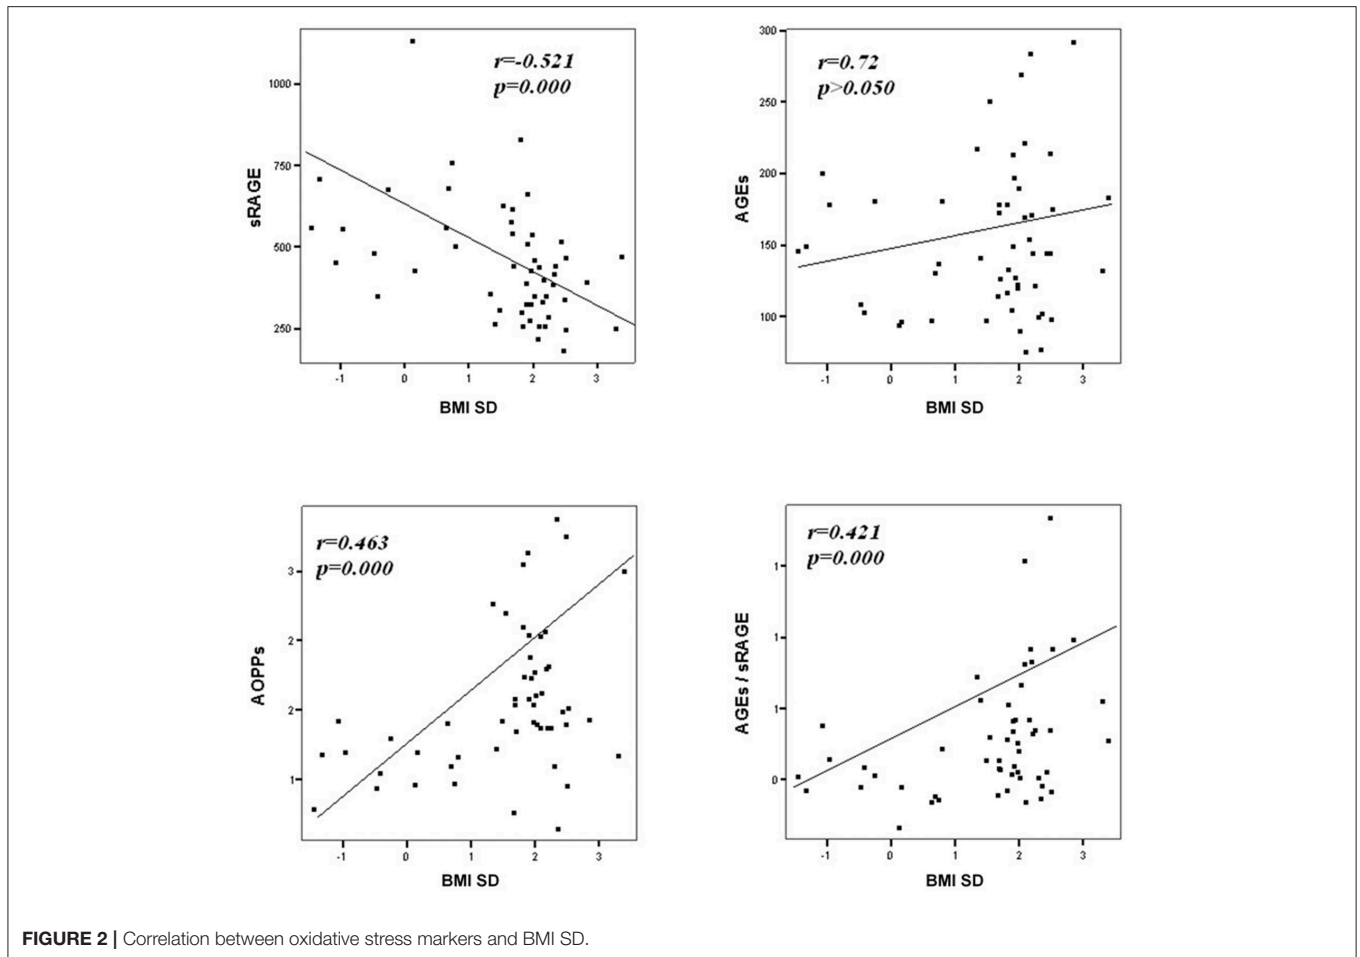 r=-0.521
p=0.000
1000
750
500
250
sRAGE
-1 0 1 2 3
BMI SD
r=0.72
p>0.050
300
250
200
150
100
AGEs
-1 0 1 2 3
BMI SD
r=0.463
p=0.000
3
2
2
1
AOPPs
-1 0 1 2 3
BMI SD
r=0.421
p=0.000
1
1
1
0
AGEs / sRAGE
-1 0 1 2 3
BMI SD
FIGURE 2 | Correlation between oxidative stress markers and BMI SD.